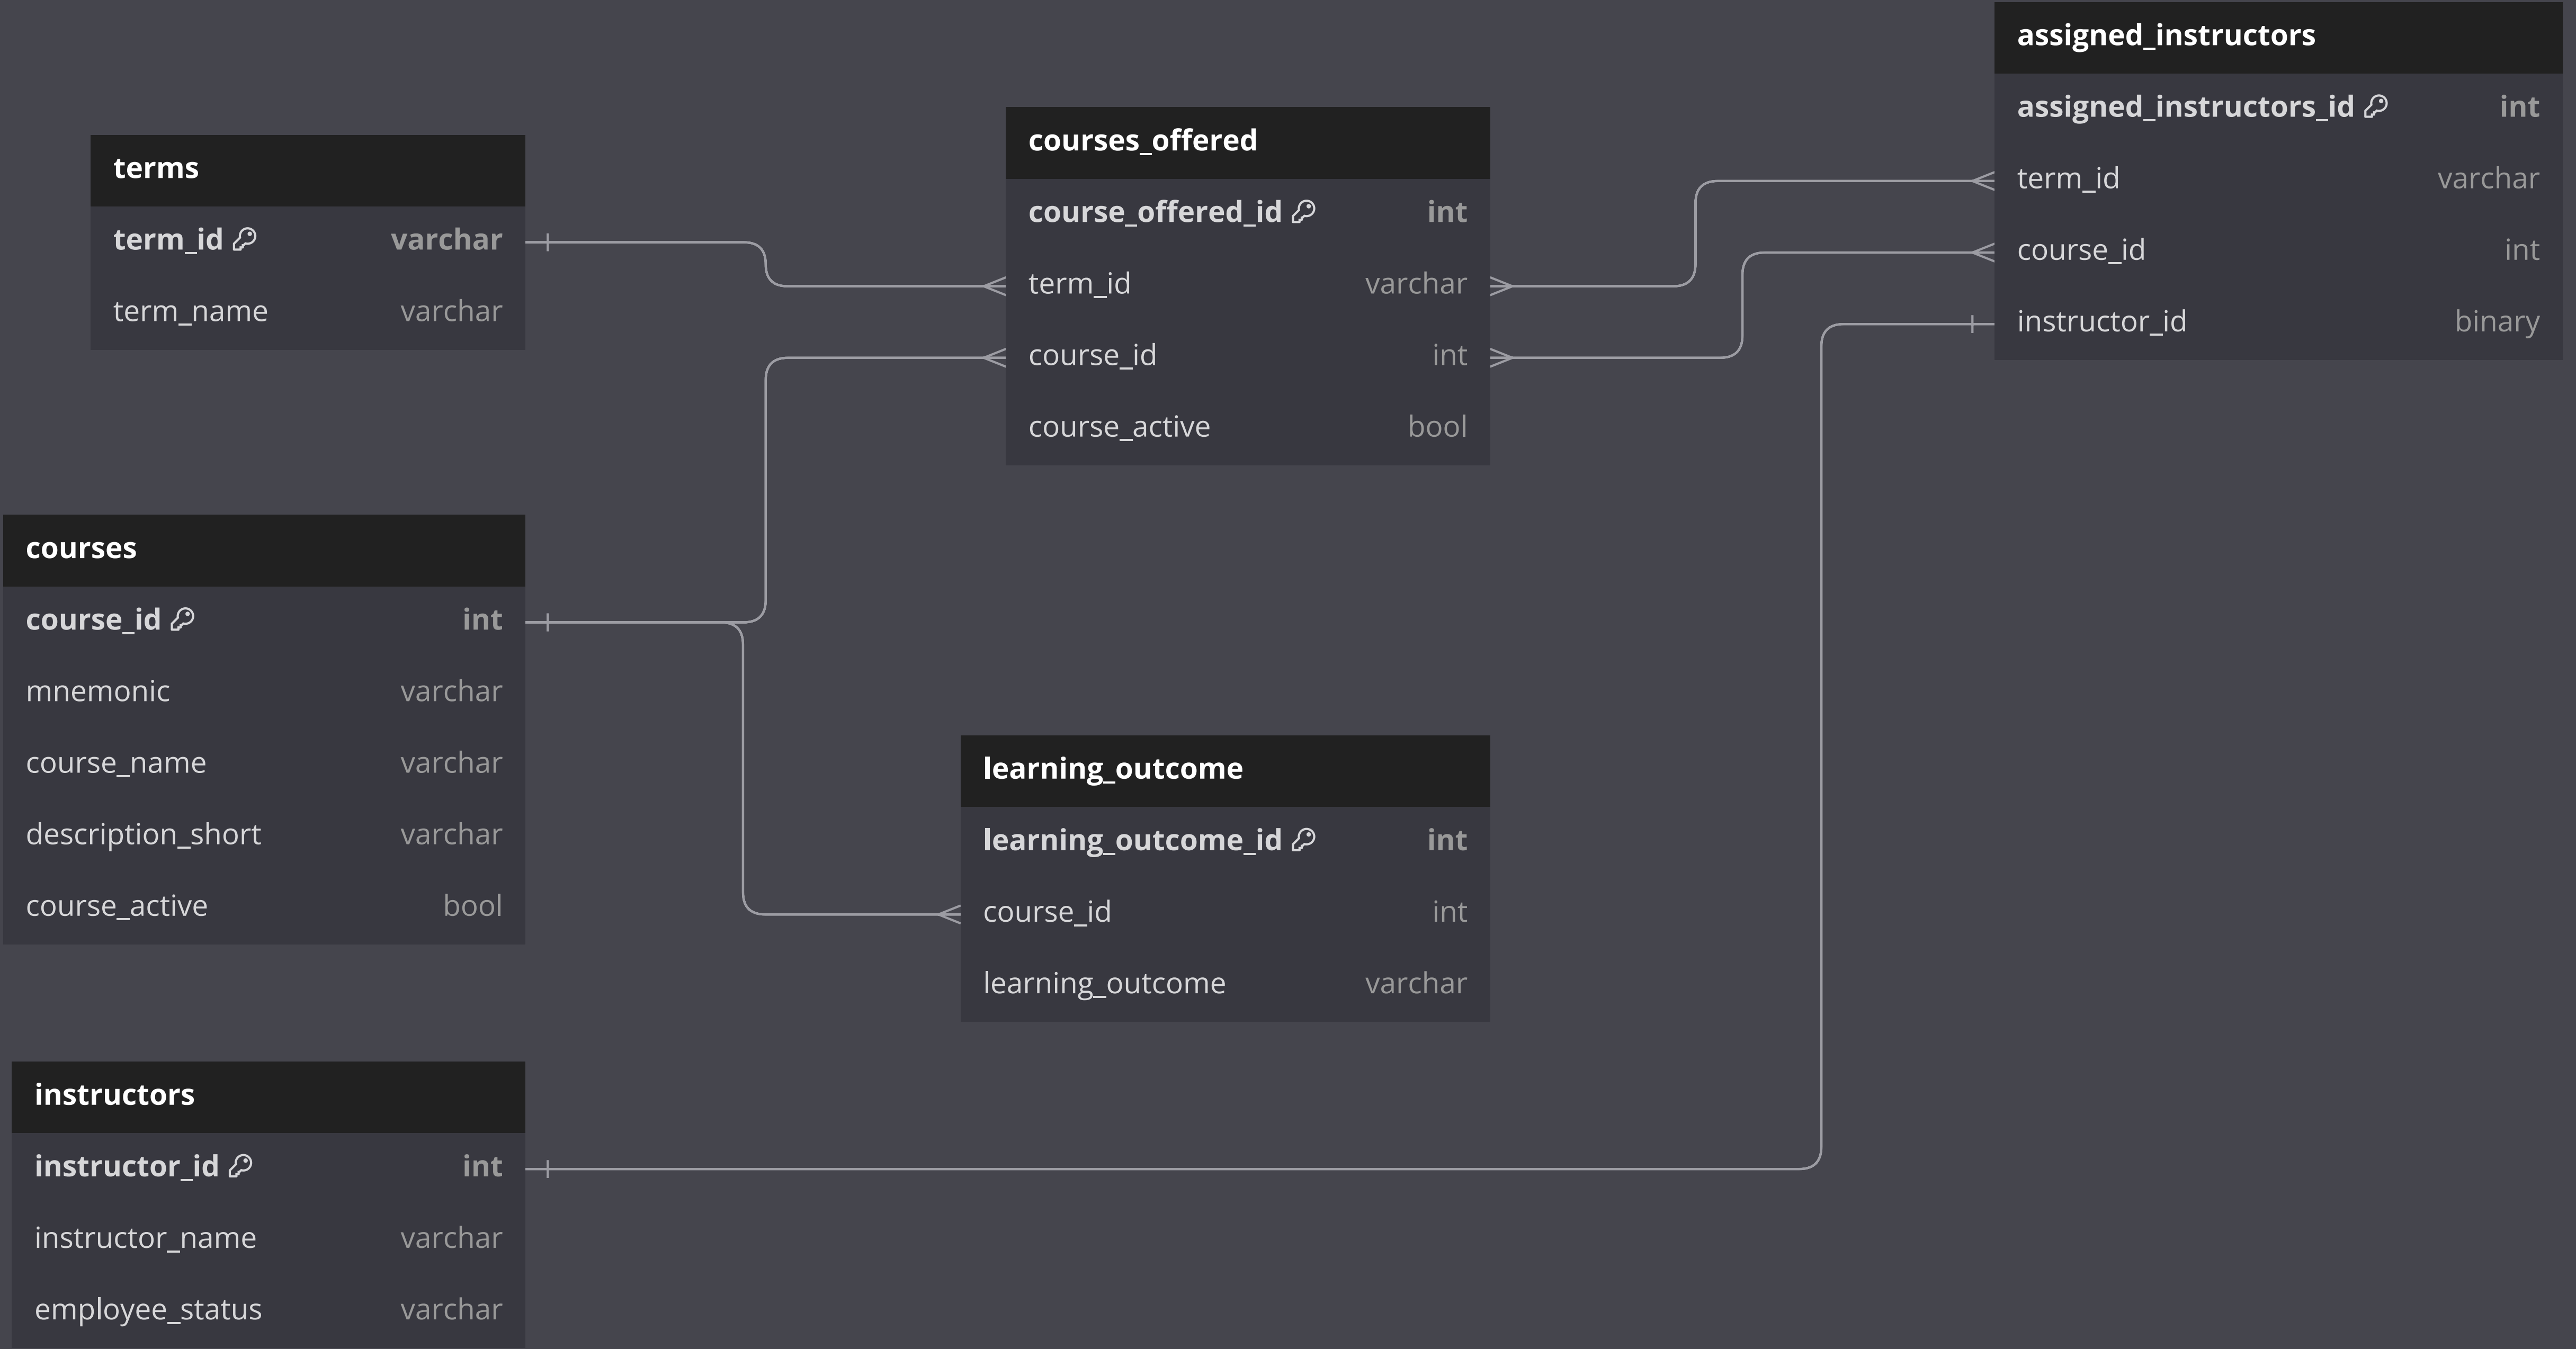 terms
term_id varchar
term_name varchar
courses
course_id int
mnemonic varchar
course_name varchar
description_short varchar
course_active bool
instructors
instructor_id int
instructor_name varchar
employee_status varchar
courses_offered
course_offered_id int
term_id varchar
course_id int
course_active bool
learning_outcome
learning_outcome_id int
course_id int
learning_outcome varchar
assigned_instructors
assigned_instructors_id int
term_id varchar
course_id int
instructor_id binary